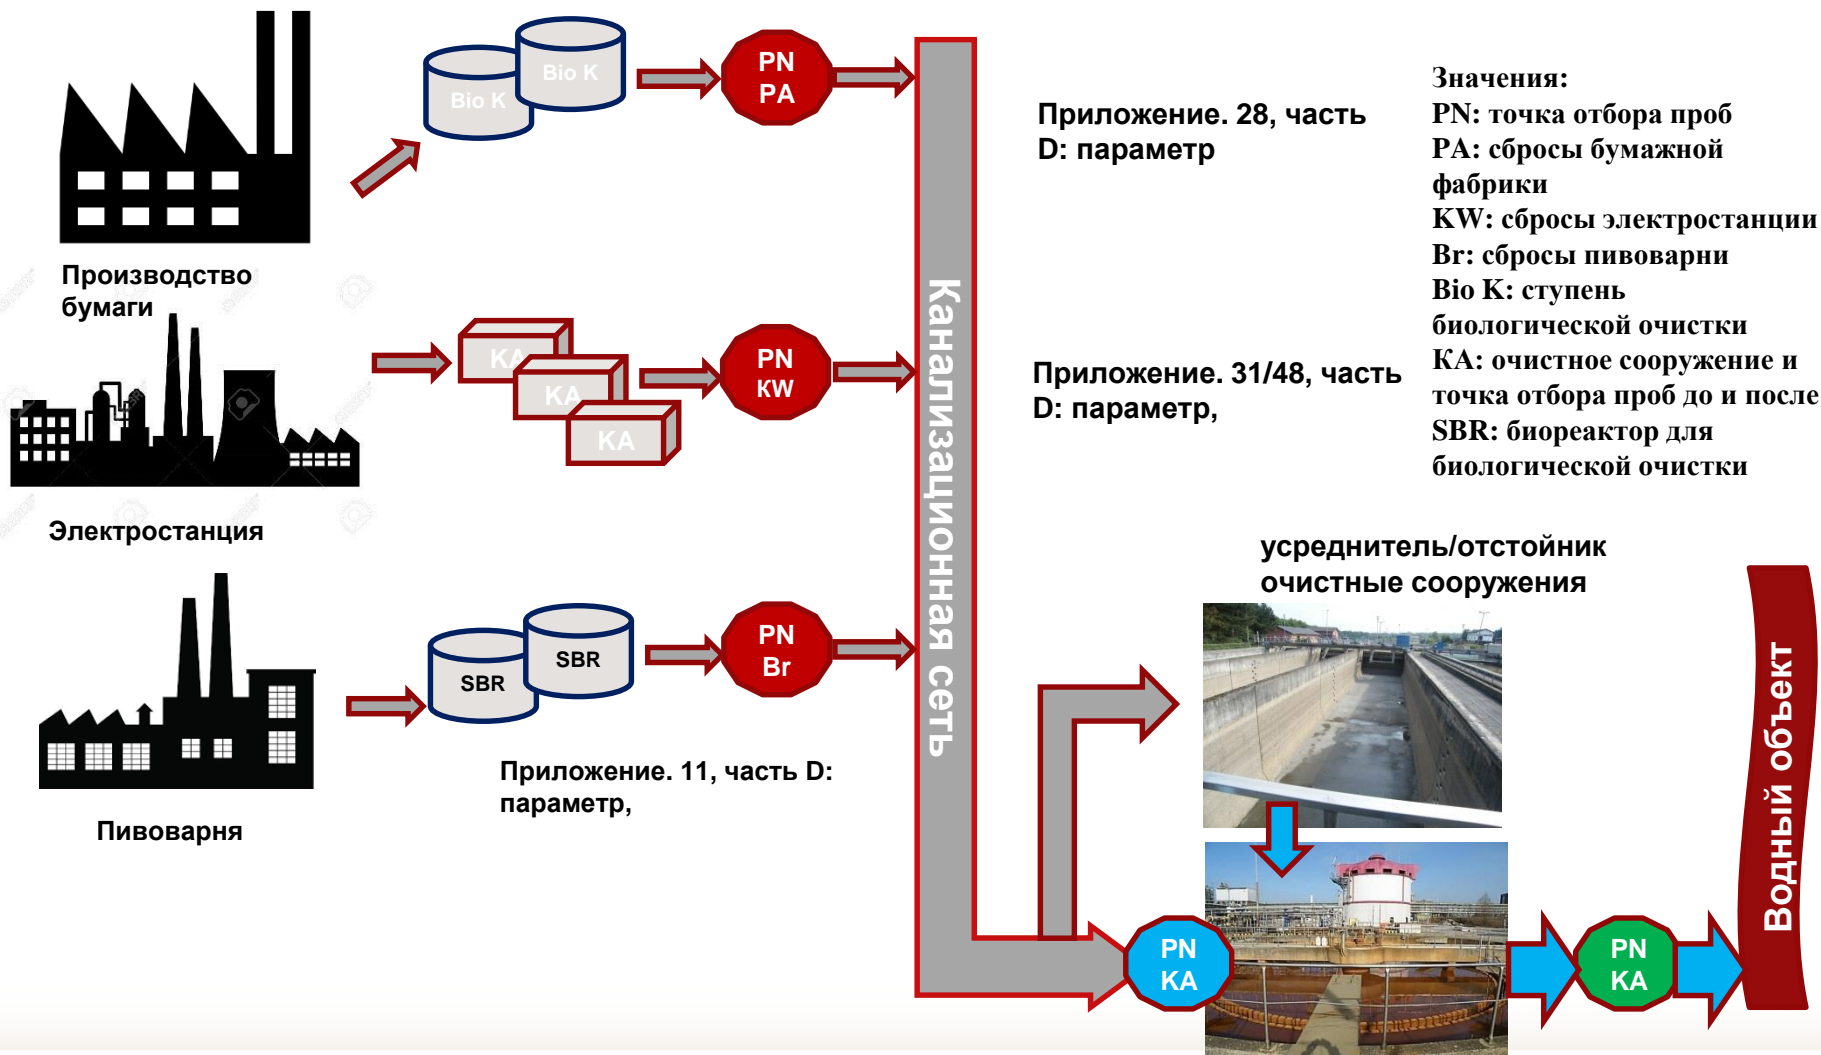 Bio K
Bio K
PN
PA
Производство
бумаги
KA
KA
KA
PN
KW
Электростанция
SBR
SBR
PN
Br
Пивоварня
Приложение. 11, часть D:
параметр,
Канализационная сеть
Приложение. 28, часть
D: параметр
Приложение. 31/48, часть
D: параметр,
Значения:
PN: точка отбора проб
PA: сбросы бумажной
фабрики
KW: сбросы электростанции
Br: сбросы пивоварни
Bio K: ступень
биологической очистки
КА: очистное сооружение и
точка отбора проб до и после
SBR: биореактор для
биологической очистки
усреднитель/отстойник
очистные сооружения
PN
KA
PN
KA
Водный объект